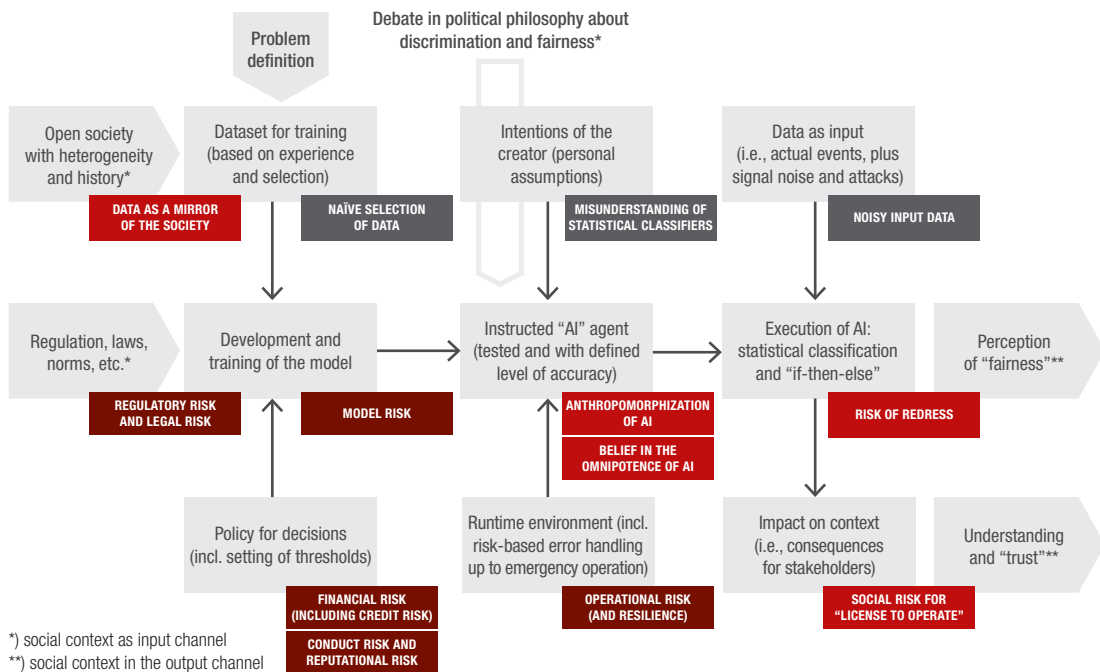 Debate in political philosophy about
discrimination and fairness*
Problem
definition
Open society
with heterogeneity
and history*
DATA AS A MIRROR
OF THE SOCIETY
Dataset for training
(based on experience
and selection)
NAÏVE SELECTION
OF DATA
Intentions of the
creator (personal
assumptions)
MISUNDERSTANDING OF
STATISTICAL CLASSIFIERS
Data as input
(i.e., actual events, plus
signal noise and attacks)
NOISY INPUT DATA
Regulation, laws,
norms, etc.*
REGULATORY RISK
AND LEGAL RISK
Development and
training of the model
MODEL RISK
Instructed “AI” agent
(tested and with defined
level of accuracy)
ANTHROPOMORPHIZATION
OF AI
BELIEF IN THE
OMNIPOTENCE OF AI
Execution of AI:
statistical classification
and “if-then-else”
RISK OF REDRESS
Perception
of “fairness”**
Policy for decisions
(incl. setting of thresholds)
FINANCIAL RISK
(INCLUDING CREDIT RISK)
CONDUCT RISK AND
REPUTATIONAL RISK
Runtime environment (incl.
risk-based error handling
up to emergency operation)
OPERATIONAL RISK
(AND RESILIENCE)
Impact on context
(i.e., consequences
for stakeholders)
SOCIAL RISK FOR
“LICENSE TO OPERATE”
Understanding
and “trust”**
*) social context as input channel
**) social context in the output channel